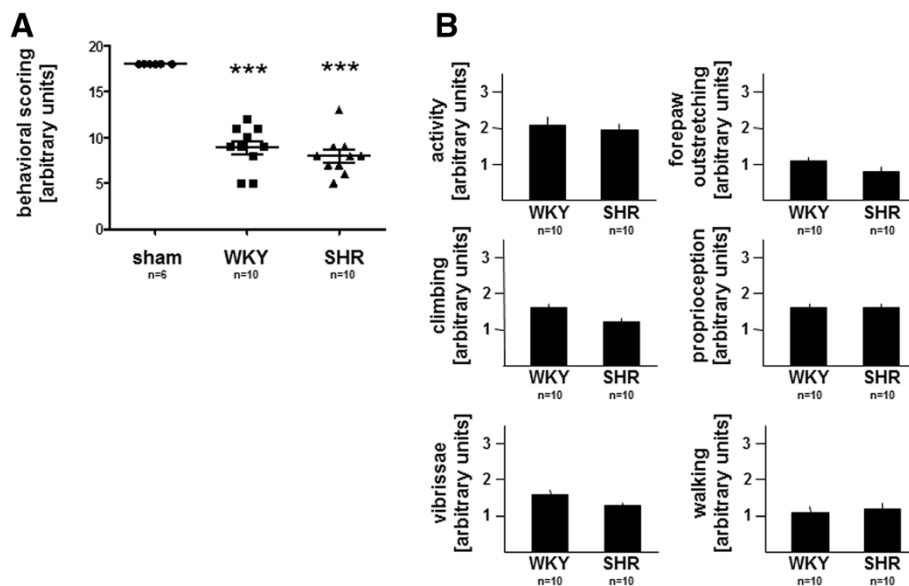 A
behavioral scoring
[arbitrary units]
20
15
10
5
0
***
***
sham
n=6
WKY
n=10
SHR
n=10
B
activity
[arbitrary units]
3
2
1
WKY
n=10
SHR
n=10
forepaw
outstretching
[arbitrary units]
3
2
1
WKY
n=10
SHR
n=10
climbing
[arbitrary units]
3
2
1
WKY
n=10
SHR
n=10
proprioception
[arbitrary units]
3
2
1
WKY
n=10
SHR
n=10
vibrissae
[arbitrary units]
3
2
1
WKY
n=10
SHR
n=10
walking
[arbitrary units]
3
2
1
WKY
n=10
SHR
n=10